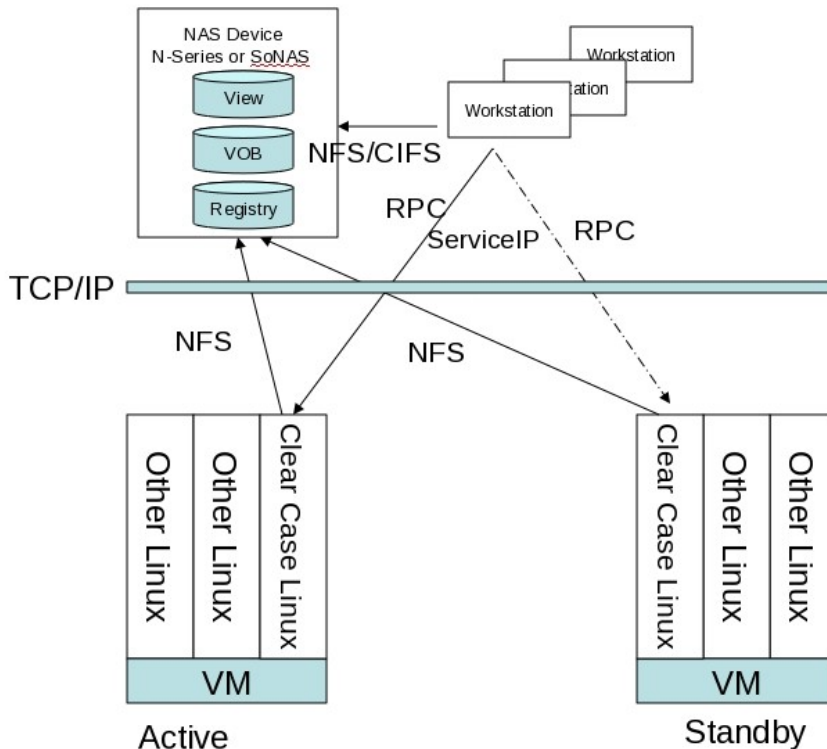 NAS Device
N-Series or SoNAS
View
VOB
Registry
Workstation
tation
Workstation
NFS/CIFS
RPC
ServiceIP
RPC
TCP/IP
NFS
NFS
Other Linux
Other Linux
Clear Case Linux
VM
Active
Clear Case Linux
Other Linux
Other Linux
VM
Standby